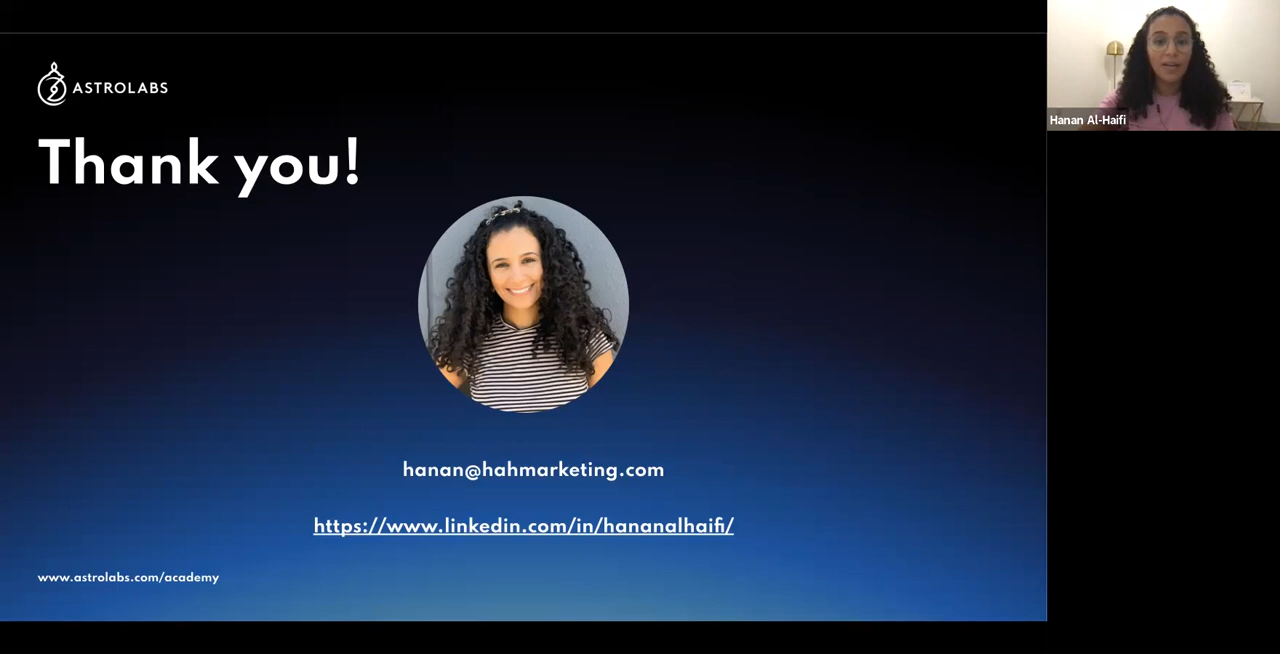 ASTROLABS
Thank you!
Hanan Al-Haifi
hanan@hahmarketing.com
https://www.linkedin.com/in/hananalhaifi/
www.astrolabs.com/academy